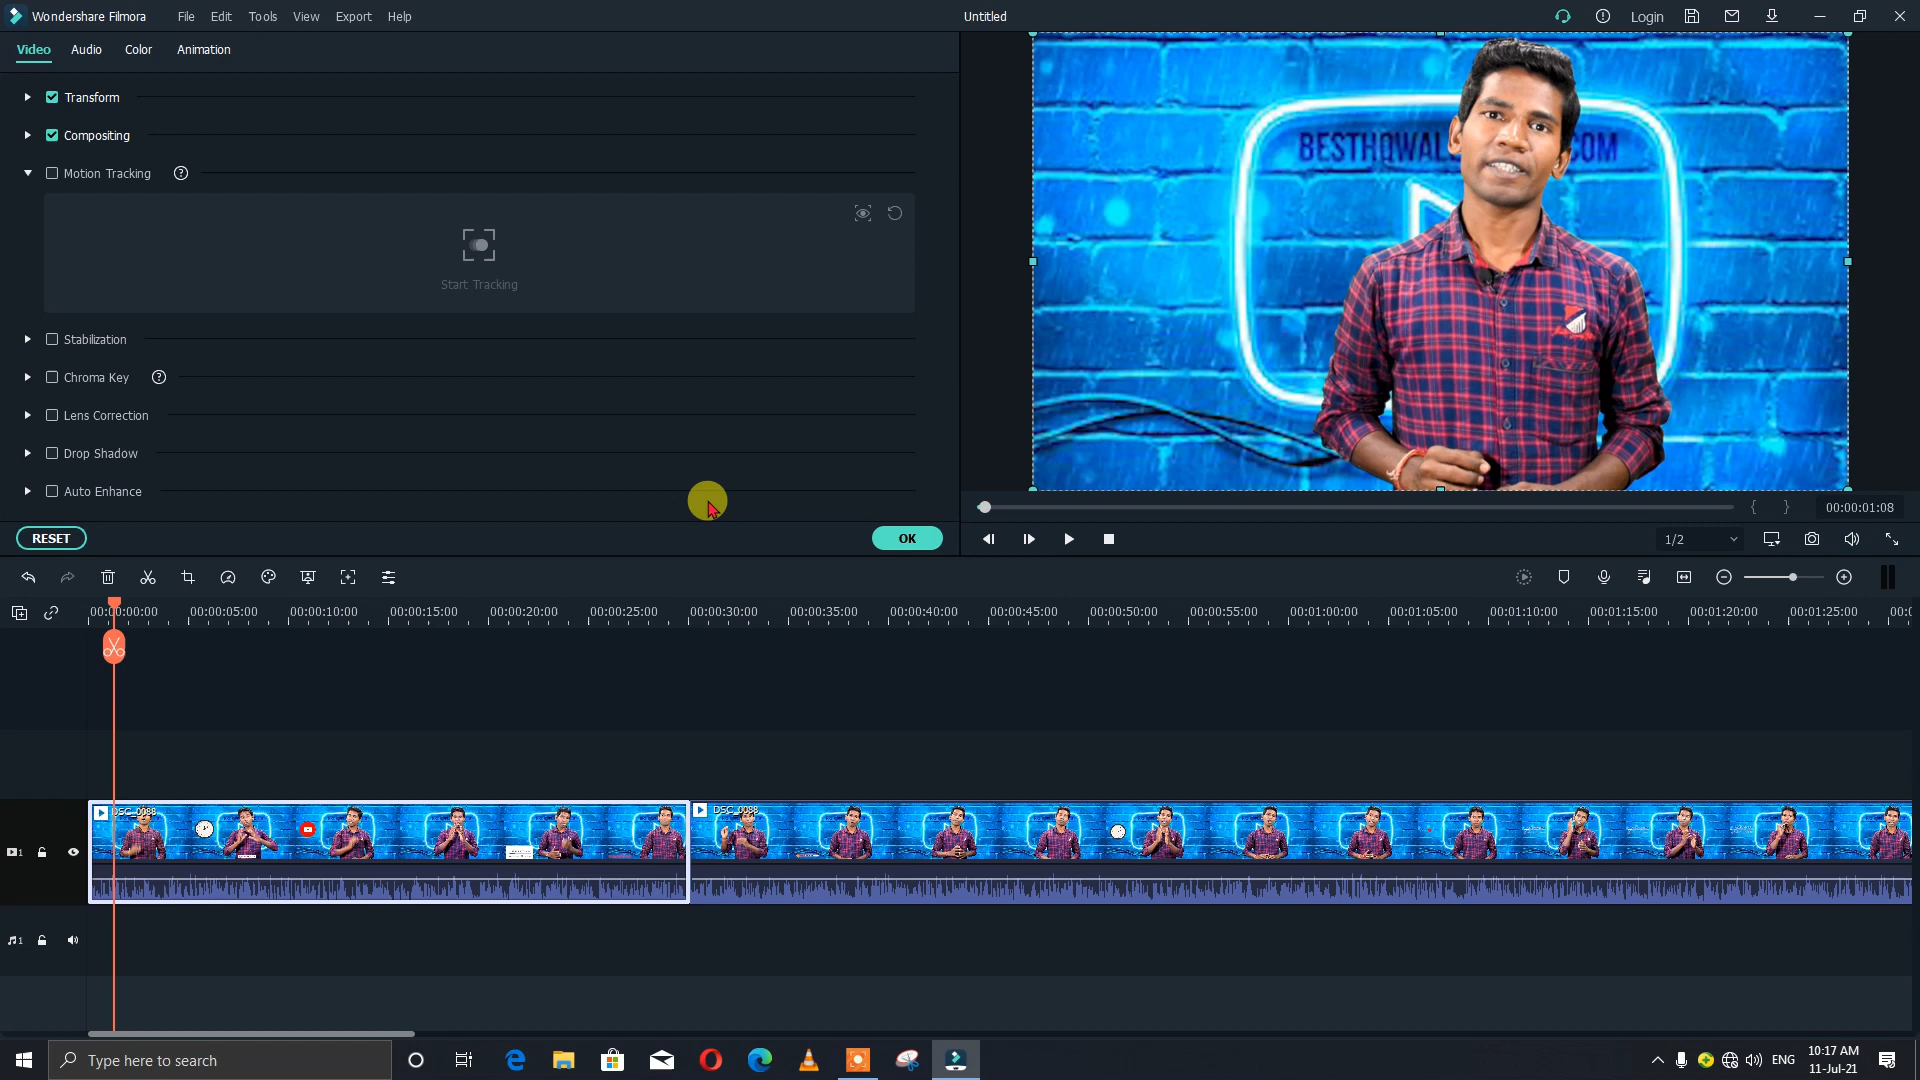 Wondershare Filmora File Edit Tools View Export Help Untitled Login
Video Audio Color Animation
Transform
Compositing
Motion Tracking ?
Start Tracking
Stabilization
Chroma Key ?
Lens Correction
Drop Shadow
Auto Enhance
RESET OK
BESTHQWAL COM
{ } 00:00:01:08
1/2
00:00:00:00 00:00:05:00 00:00:10:00 00:00:15:00 00:00:20:00 00:00:25:00 00:00:30:00 00:00:35:00 00:00:40:00 00:00:45:00 00:00:50:00 00:00:55:00 00:01:00:00 00:01:05:00 00:01:10:00 00:01:15:00 00:01:20:00 00:01:25:00
DSC_0088 DSC_0088
1
1
Type here to search
ENG 10:17 AM
11-Jul-21